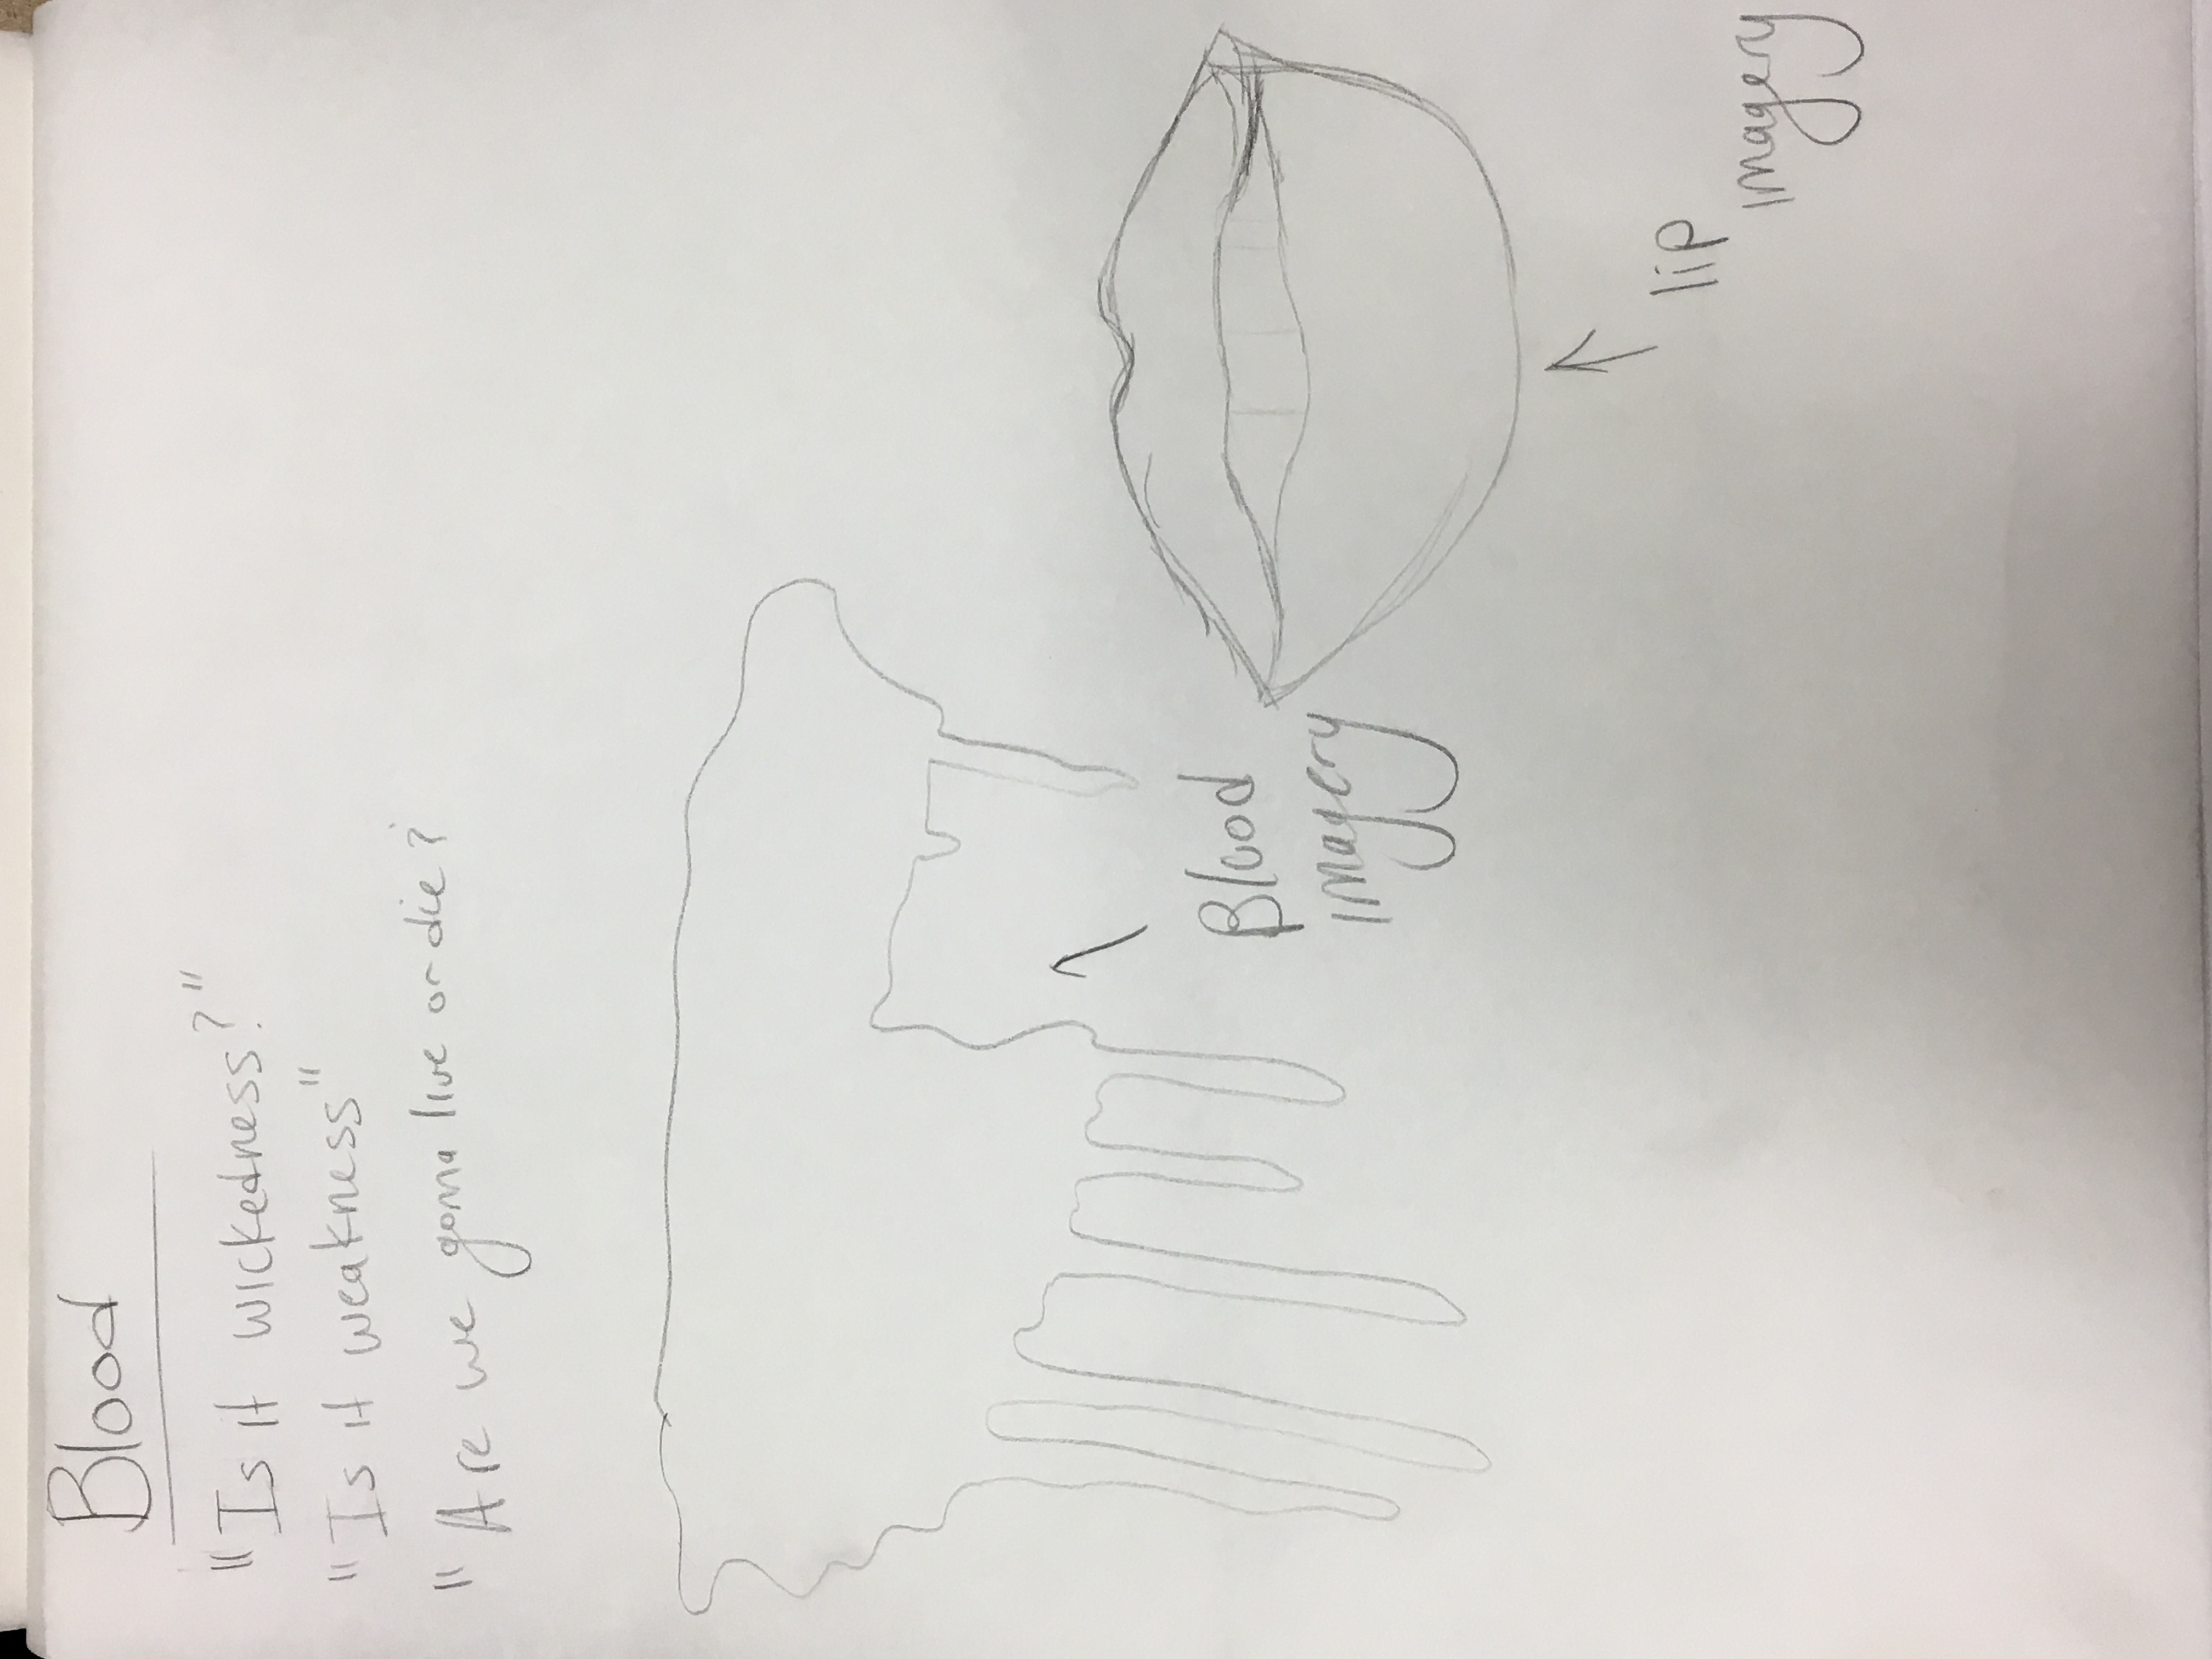 Blood
"Is it wickedness?"
"Is it weakness"
"Are we gonna live or die?
Blood
imagery
lip
imagery